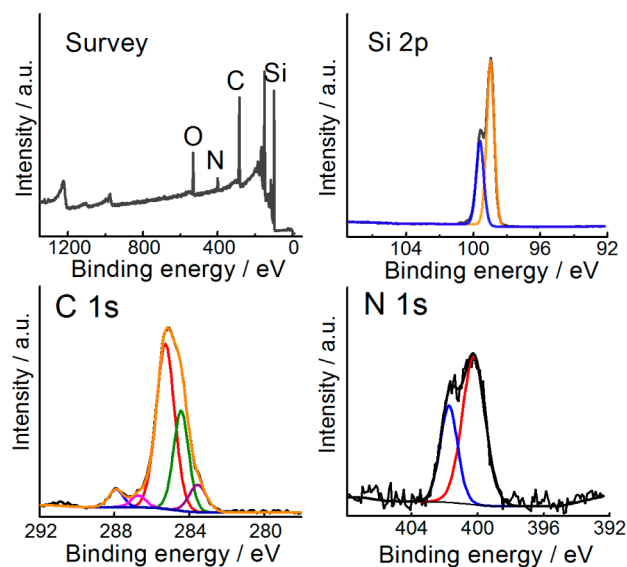 Survey
Si
C
O
N
Intensity / a.u.
1200 800 400 0
Binding energy / eV
Si 2p
Intensity / a.u.
104 100 96 92
Binding energy / eV
C 1s
Intensity / a.u.
292 288 284 280
Binding energy / eV
N 1s
Intensity / a.u.
404 400 396 392
Binding energy / eV